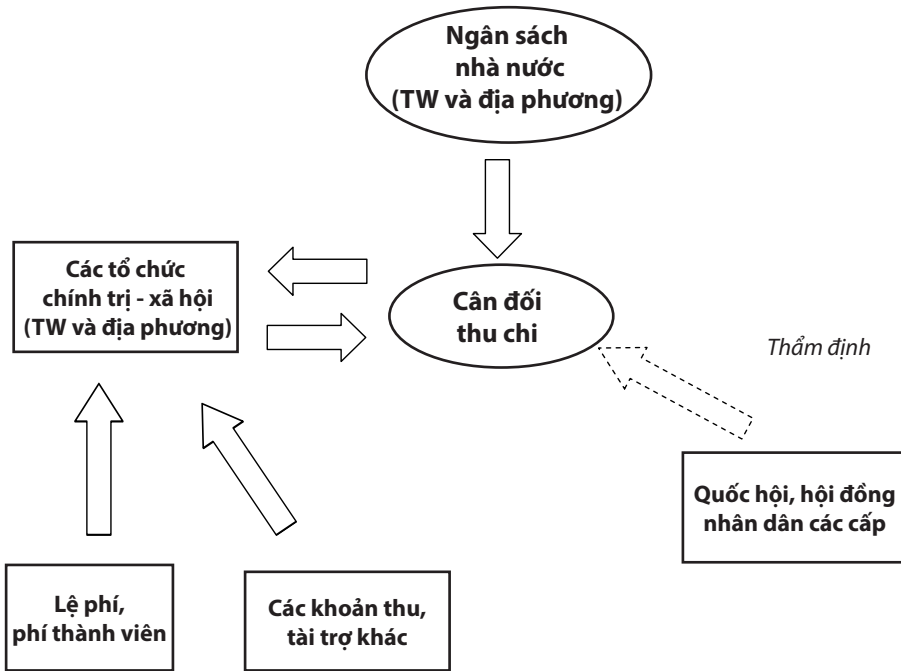 Ngân sách
nhà nước
(TW và địa phương)
Các tổ chức
chính trị - xã hội
(TW và địa phương)
Cân đối
thu chi
Thẩm định
Quốc hội, hội đồng
nhân dân các cấp
Lệ phí,
phí thành viên
Các khoản thu,
tài trợ khác